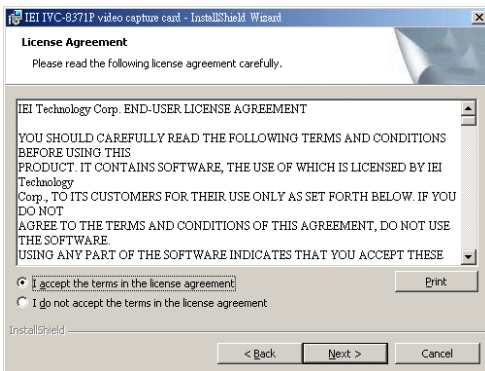 IEI IVC-8371P video capture card - InstallShield Wizard
License Agreement
Please read the following license agreement carefully.
IEI Technology Corp. END-USER LICENSE AGREEMENT
YOU SHOULD CAREFULLY READ THE FOLLOWING TERMS AND CONDITIONS
BEFORE USING THIS
PRODUCT. IT CONTAINS SOFTWARE, THE USE OF WHICH IS LICENSED BY IEI
Technology
Corp., TO ITS CUSTOMERS FOR THEIR USE ONLY AS SET FORTH BELOW. IF YOU
DO NOT
AGREE TO THE TERMS AND CONDITIONS OF THIS AGREEMENT, DO NOT USE
THE SOFTWARE.
USING ANY PART OF THE SOFTWARE INDICATES THAT YOU ACCEPT THESE
I accept the terms in the license agreement
Print
I do not accept the terms in the license agreement
InstallShield
< Back
Next >
Cancel